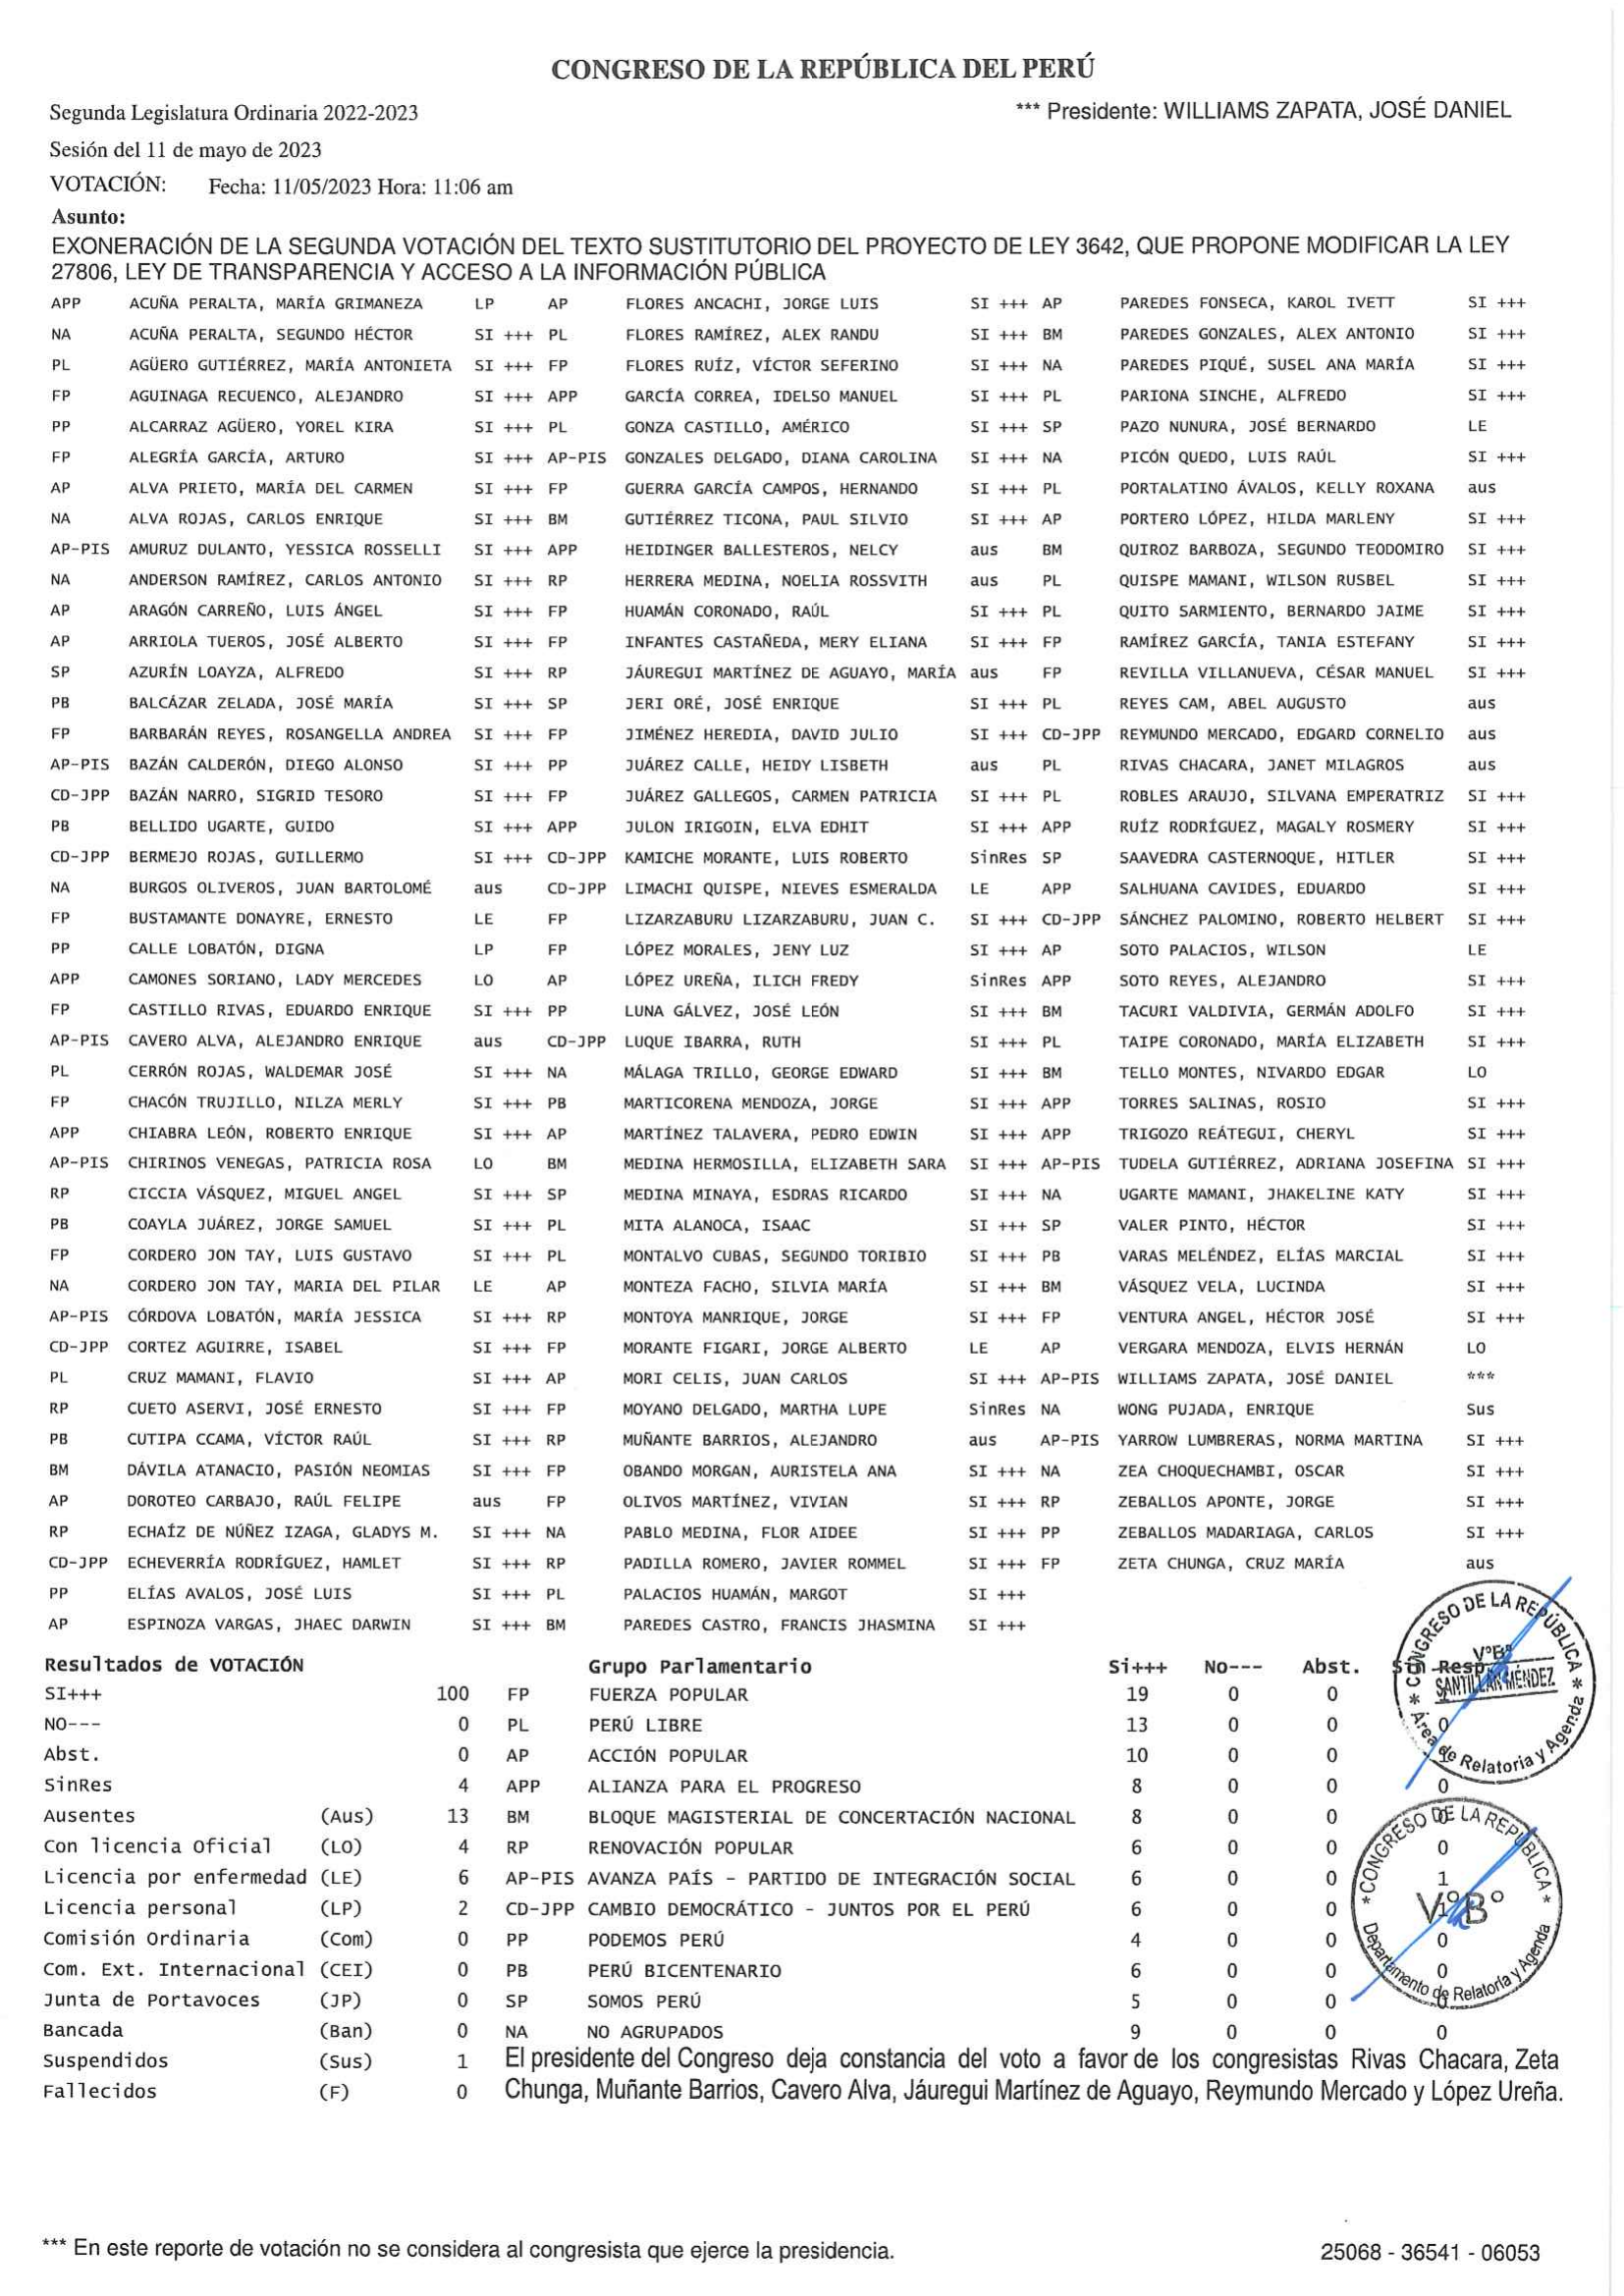 CONGRESO DE LA REPÚBLICA DEL PERÚ
Segunda Legislatura Ordinaria 2022-2023 *** Presidente: WILLIAMS ZAPATA, JOSÉ DANIEL
Sesión del 11 de mayo de 2023
VOTACIÓN: Fecha: 11/05/2023 Hora: 11:06 am
Asunto:
EXONERACIÓN DE LA SEGUNDA VOTACIÓN DEL TEXTO SUSTITUTORIO DEL PROYECTO DE LEY 3642, QUE PROPONE MODIFICAR LA LEY
27806, LEY DE TRANSPARENCIA Y ACCESO A LA INFORMACIÓN PÚBLICA
APP ACUÑA PERALTA, MARÍA GRIMANEZA LP AP FLORES ANCACHI, JORGE LUIS SI +++ AP PAREDES FONSECA, KAROL IVETT SI +++
NA ACUÑA PERALTA, SEGUNDO HÉCTOR SI +++ PL FLORES RAMÍREZ, ALEX RANDU SI +++ BM PAREDES GONZALES, ALEX ANTONIO SI +++
PL AGÜERO GUTIÉRREZ, MARÍA ANTONIETA SI +++ FP FLORES RUÍZ, VÍCTOR SEFERINO SI +++ NA PAREDES PIQUÉ, SUSEL ANA MARÍA SI +++
FP AGUINAGA RECUENCO, ALEJANDRO SI +++ APP GARCÍA CORREA, IDELSO MANUEL SI +++ PL PARIONA SINCHE, ALFREDO SI +++
PP ALCARRAZ AGÜERO, YOREL KIRA SI +++ PL GONZA CASTILLO, AMÉRICO SI +++ SP PAZO NUNURA, JOSÉ BERNARDO LE
FP ALEGRÍA GARCÍA, ARTURO SI +++ AP-PIS GONZALES DELGADO, DIANA CAROLINA SI +++ NA PICÓN QUEDO, LUIS RAÚL SI +++
AP ALVA PRIETO, MARÍA DEL CARMEN SI +++ FP GUERRA GARCÍA CAMPOS, HERNANDO SI +++ PL PORTALATINO ÁVALOS, KELLY ROXANA aus
NA ALVA ROJAS, CARLOS ENRIQUE SI +++ BM GUTIÉRREZ TICONA, PAUL SILVIO SI +++ AP PORTERO LÓPEZ, HILDA MARLENY SI +++
AP-PIS AMURUZ DULANTO, YESSICA ROSSELLI SI +++ APP HEIDINGER BALLESTEROS, NELCY aus BM QUIROZ BARBOZA, SEGUNDO TEODOMIRO SI +++
NA ANDERSON RAMÍREZ, CARLOS ANTONIO SI +++ RP HERRERA MEDINA, NOELIA ROSSVITH aus PL QUISPE MAMANI, WILSON RUSBEL SI +++
AP ARAGÓN CARREÑO, LUIS ÁNGEL SI +++ FP HUAMÁN CORONADO, RAÚL SI +++ PL QUITO SARMIENTO, BERNARDO JAIME SI +++
AP ARRIOLA TUEROS, JOSÉ ALBERTO SI +++ FP INFANTES CASTAÑEDA, MERY ELIANA SI +++ FP RAMÍREZ GARCÍA, TANIA ESTEFANY SI +++
SP AZURÍN LOAYZA, ALFREDO SI +++ RP JÁUREGUI MARTÍNEZ DE AGUAYO, MARÍA aus FP REVILLA VILLANUEVA, CÉSAR MANUEL SI +++
PB BALCÁZAR ZELADA, JOSÉ MARÍA SI +++ SP JERI ORÉ, JOSÉ ENRIQUE SI +++ PL REYES CAM, ABEL AUGUSTO aus
FP BARBARÁN REYES, ROSANGELLA ANDREA SI +++ FP JIMÉNEZ HEREDIA, DAVID JULIO SI +++ CD-JPP REYMUNDO MERCADO, EDGARD CORNELIO aus
AP-PIS BAZÁN CALDERÓN, DIEGO ALONSO SI +++ PP JUÁREZ CALLE, HEIDY LISBETH aus PL RIVAS CHACARA, JANET MILAGROS aus
CD-JPP BAZÁN NARRO, SIGRID TESORO SI +++ FP JUÁREZ GALLEGOS, CARMEN PATRICIA SI +++ PL ROBLES ARAUJO, SILVANA EMPERATRIZ SI +++
PB BELLIDO UGARTE, GUIDO SI +++ APP JULON IRIGOIN, ELVA EDHIT SI +++ APP RUÍZ RODRÍGUEZ, MAGALY ROSMERY SI +++
CD-JPP BERMEJO ROJAS, GUILLERMO SI +++ CD-JPP KAMICHE MORANTE, LUIS ROBERTO SinRes SP SAAVEDRA CASTERNOQUE, HITLER SI +++
NA BURGOS OLIVEROS, JUAN BARTOLOMÉ aus CD-JPP LIMACHI QUISPE, NIEVES ESMERALDA LE APP SALHUANA CAVIDES, EDUARDO SI +++
FP BUSTAMANTE DONAYRE, ERNESTO LE FP LIZARZABURU LIZARZABURU, JUAN C. SI +++ CD-JPP SÁNCHEZ PALOMINO, ROBERTO HELBERT SI +++
PP CALLE LOBATÓN, DIGNA LP FP LÓPEZ MORALES, JENY LUZ SI +++ AP SOTO PALACIOS, WILSON LE
APP CAMONES SORIANO, LADY MERCEDES LO AP LÓPEZ UREÑA, ILICH FREDY SinRes APP SOTO REYES, ALEJANDRO SI +++
FP CASTILLO RIVAS, EDUARDO ENRIQUE SI +++ PP LUNA GÁLVEZ, JOSÉ LEÓN SI +++ BM TACURI VALDIVIA, GERMÁN ADOLFO SI +++
AP-PIS CAVERO ALVA, ALEJANDRO ENRIQUE aus CD-JPP LUQUE IBARRA, RUTH SI +++ PL TAIPE CORONADO, MARÍA ELIZABETH SI +++
PL CERRÓN ROJAS, WALDEMAR JOSÉ SI +++ NA MÁLAGA TRILLO, GEORGE EDWARD SI +++ BM TELLO MONTES, NIVARDO EDGAR LO
FP CHACÓN TRUJILLO, NILZA MERLY SI +++ PB MARTICORENA MENDOZA, JORGE SI +++ APP TORRES SALINAS, ROSIO SI +++
APP CHIABRA LEÓN, ROBERTO ENRIQUE SI +++ AP MARTÍNEZ TALAVERA, PEDRO EDWIN SI +++ APP TRIGOZO REÁTEGUI, CHERYL SI +++
AP-PIS CHIRINOS VENEGAS, PATRICIA ROSA LO BM MEDINA HERMOSILLA, ELIZABETH SARA SI +++ AP-PIS TUDELA GUTIÉRREZ, ADRIANA JOSEFINA SI +++
RP CICCIA VÁSQUEZ, MIGUEL ANGEL SI +++ SP MEDINA MINAYA, ESDRAS RICARDO SI +++ NA UGARTE MAMANI, JHAKELINE KATY SI +++
PB COAYLA JUÁREZ, JORGE SAMUEL SI +++ PL MITA ALANOCA, ISAAC SI +++ SP VALER PINTO, HÉCTOR SI +++
FP CORDERO JON TAY, LUIS GUSTAVO SI +++ PL MONTALVO CUBAS, SEGUNDO TORIBIO SI +++ PB VARAS MELÉNDEZ, ELÍAS MARCIAL SI +++
NA CORDERO JON TAY, MARIA DEL PILAR LE AP MONTEZA FACHO, SILVIA MARÍA SI +++ BM VÁSQUEZ VELA, LUCINDA SI +++
AP-PIS CÓRDOVA LOBATÓN, MARÍA JESSICA SI +++ RP MONTOYA MANRIQUE, JORGE SI +++ FP VENTURA ANGEL, HÉCTOR JOSÉ SI +++
CD-JPP CORTEZ AGUIRRE, ISABEL SI +++ FP MORANTE FIGARI, JORGE ALBERTO LE AP VERGARA MENDOZA, ELVIS HERNÁN LO
PL CRUZ MAMANI, FLAVIO SI +++ AP MORI CELIS, JUAN CARLOS SI +++ AP-PIS WILLIAMS ZAPATA, JOSÉ DANIEL ***
RP CUETO ASERVI, JOSÉ ERNESTO SI +++ FP MOYANO DELGADO, MARTHA LUPE SinRes NA WONG PUJADA, ENRIQUE Sus
PB CUTIPA CCAMA, VÍCTOR RAÚL SI +++ RP MUÑANTE BARRIOS, ALEJANDRO aus AP-PIS YARROW LUMBRERAS, NORMA MARTINA SI +++
BM DÁVILA ATANACIO, PASIÓN NEOMIAS SI +++ FP OBANDO MORGAN, AURISTELA ANA SI +++ NA ZEA CHOQUECHAMBI, OSCAR SI +++
AP DOROTEO CARBAJO, RAÚL FELIPE aus FP OLIVOS MARTÍNEZ, VIVIAN SI +++ RP ZEBALLOS APONTE, JORGE SI +++
RP ECHAÍZ DE NÚÑEZ IZAGA, GLADYS M. SI +++ NA PABLO MEDINA, FLOR AIDEE SI +++ PP ZEBALLOS MADARIAGA, CARLOS SI +++
CD-JPP ECHEVERRÍA RODRÍGUEZ, HAMLET SI +++ RP PADILLA ROMERO, JAVIER ROMMEL SI +++ FP ZETA CHUNGA, CRUZ MARÍA aus
PP ELÍAS AVALOS, JOSÉ LUIS SI +++ PL PALACIOS HUAMÁN, MARGOT SI +++
AP ESPINOZA VARGAS, JHAEC DARWIN SI +++ BM PAREDES CASTRO, FRANCIS JHASMINA SI +++
Resultados de VOTACIÓN Grupo Parlamentario Si+++ No--- Abst. Sin Resp.
SI+++ 100 FP FUERZA POPULAR 19 0 0
NO--- 0 PL PERÚ LIBRE 13 0 0 0
Abst. 0 AP ACCIÓN POPULAR 10 0 0 1
SinRes 4 APP ALIANZA PARA EL PROGRESO 8 0 0 0
Ausentes (Aus) 13 BM BLOQUE MAGISTERIAL DE CONCERTACIÓN NACIONAL 8 0 0 0
Con licencia Oficial (LO) 4 RP RENOVACIÓN POPULAR 6 0 0 0
Licencia por enfermedad (LE) 6 AP-PIS AVANZA PAÍS - PARTIDO DE INTEGRACIÓN SOCIAL 6 0 0 1
Licencia personal (LP) 2 CD-JPP CAMBIO DEMOCRÁTICO - JUNTOS POR EL PERÚ 6 0 0 1
Comisión Ordinaria (Com) 0 PP PODEMOS PERÚ 4 0 0 0
Com. Ext. Internacional (CEI) 0 PB PERÚ BICENTENARIO 6 0 0 0
Junta de Portavoces (JP) 0 SP SOMOS PERÚ 5 0 0 0
Bancada (Ban) 0 NA NO AGRUPADOS 9 0 0 0
Suspendidos (Sus) 1 El presidente del Congreso deja constancia del voto a favor de los congresistas Rivas Chacara, Zeta
Fallecidos (F) 0 Chunga, Muñante Barrios, Cavero Alva, Jáuregui Martínez de Aguayo, Reymundo Mercado y López Ureña.
* CONGRESO DE LA REPÚBLICA *
V°B°
SANTILLÁN MÉNDEZ
Área de Relatoría y Agenda
* CONGRESO DE LA REPÚBLICA *
V°B°
Departamento de Relatoría y Agenda
*** En este reporte de votación no se considera al congresista que ejerce la presidencia. 25068 - 36541 - 06053